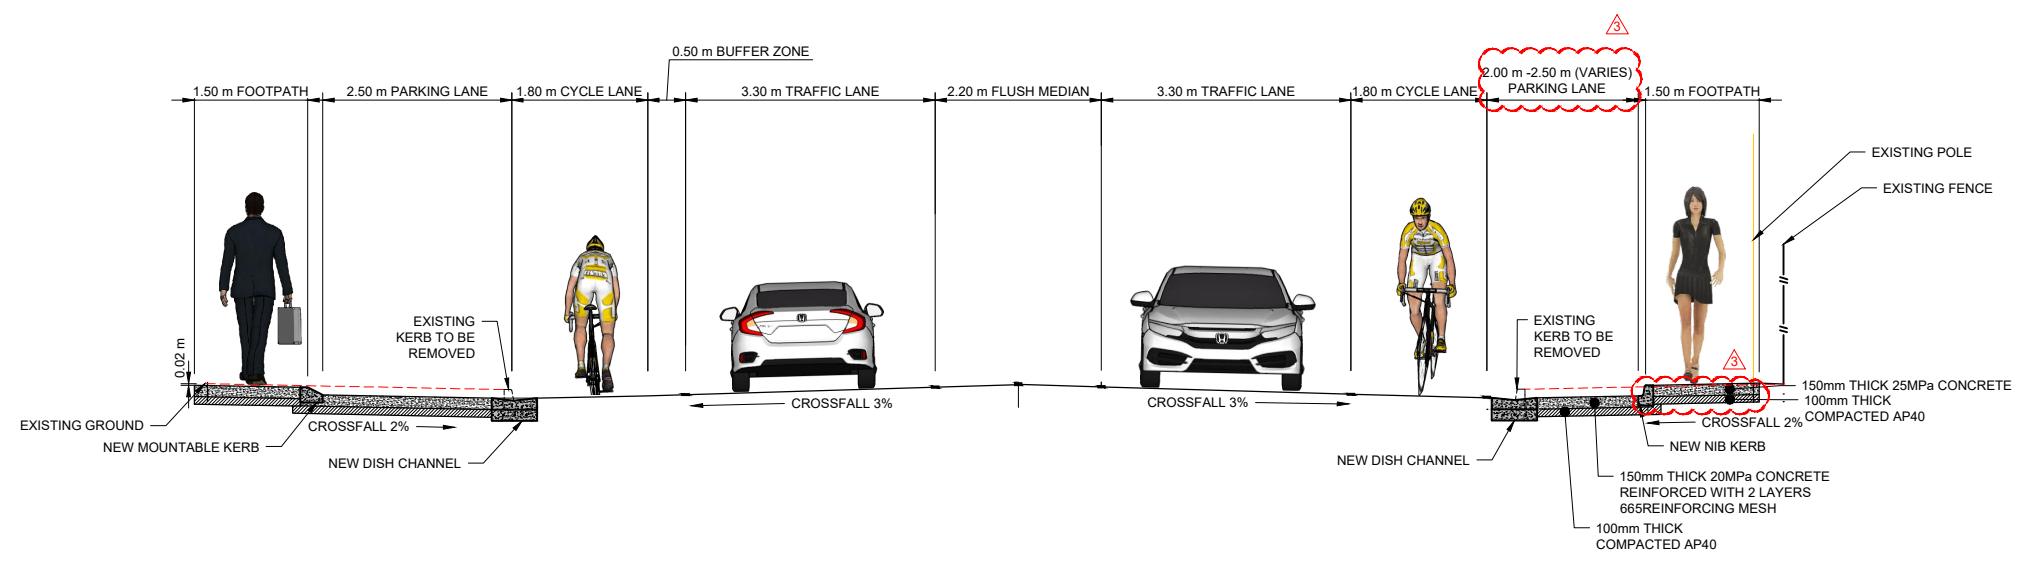 3
0.50 m BUFFER ZONE
1.50 m FOOTPATH
2.50 m PARKING LANE
1.80 m CYCLE LANE
3.30 m TRAFFIC LANE
2.20 m FLUSH MEDIAN
3.30 m TRAFFIC LANE
1.80 m CYCLE LANE
2.00 m -2.50 m (VARIES)
PARKING LANE
1.50 m FOOTPATH
EXISTING POLE
EXISTING FENCE
EXISTING
KERB TO BE
REMOVED
EXISTING
KERB TO BE
REMOVED
0.02 m
3
150mm THICK 25MPa CONCRETE
100mm THICK
COMPACTED AP40
CROSSFALL 3%
CROSSFALL 3%
EXISTING GROUND
CROSSFALL 2%
CROSSFALL 2%
NEW MOUNTABLE KERB
NEW NIB KERB
NEW DISH CHANNEL
NEW DISH CHANNEL
150mm THICK 20MPa CONCRETE
REINFORCED WITH 2 LAYERS
665REINFORCING MESH
100mm THICK
COMPACTED AP40